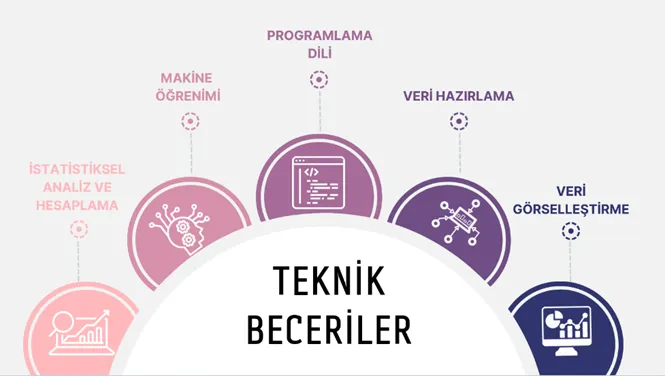 PROGRAMLAMA
DİLİ
MAKİNE
ÖĞRENİMİ
VERİ HAZIRLAMA
İSTATİSTİKSEL
ANALİZ VE
HESAPLAMA
VERİ
GÖRSELLEŞTİRME
TEKNİK
BECERİLER